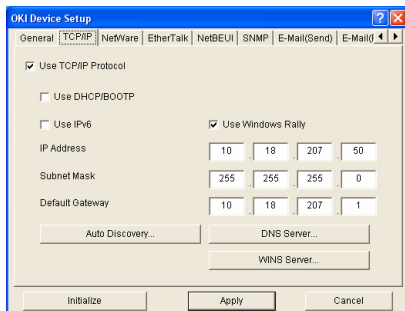 OKI Device Setup
General TCP/IP NetWare EtherTalk NetBEUI SNMP E-Mail(Send)
Use TCP/IP Protocol
Use DHCP/BOOTP
Use IPv6 Use Windows Rally
IP Address 10 . 18 . 207 . 50
Subnet Mask 255 . 255 . 255 . 0
Default Gateway 10 . 18 . 207 . 1
Auto Discovery... DNS Server...
WINS Server...
Initialize Apply Cancel